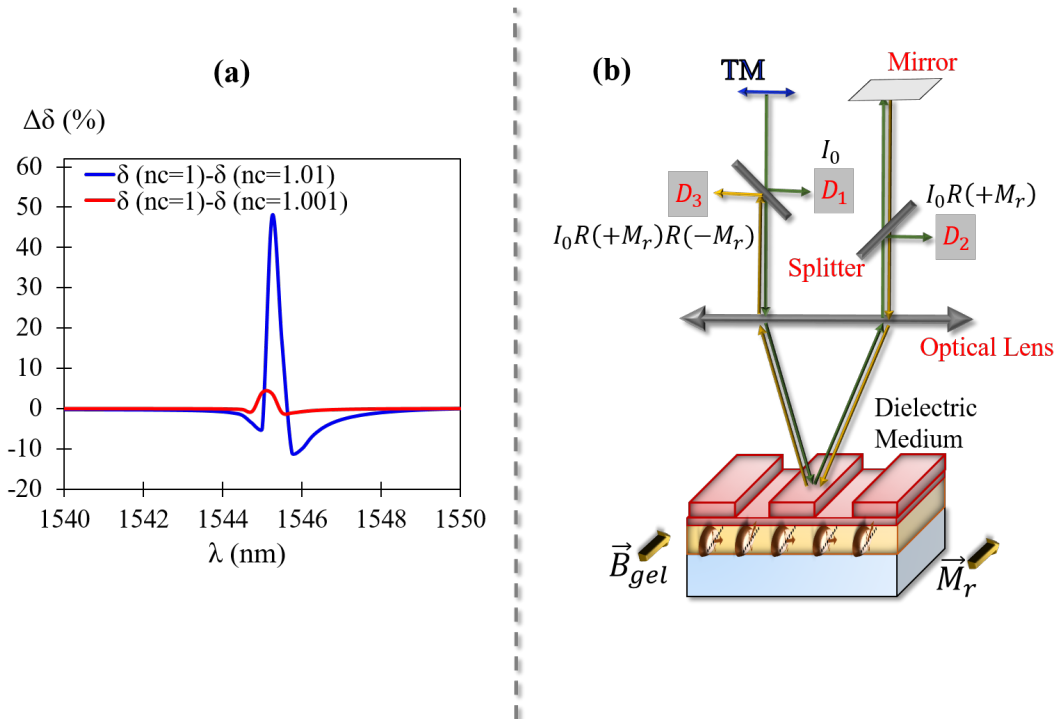 (a)
Δδ (%)
60
50
40
30
20
10
0
-10
-20
δ (nc=1)-δ (nc=1.01)
δ (nc=1)-δ (nc=1.001)
1540 1542 1544 1546 1548 1550
λ (nm)
(b)
TM
Mirror
I₀
D₁
D₃
I₀R(+Mᵣ)
D₂
I₀R(+Mᵣ)R(−Mᵣ)
Splitter
Optical Lens
Dielectric
Medium
B⃗gel
M⃗ᵣ